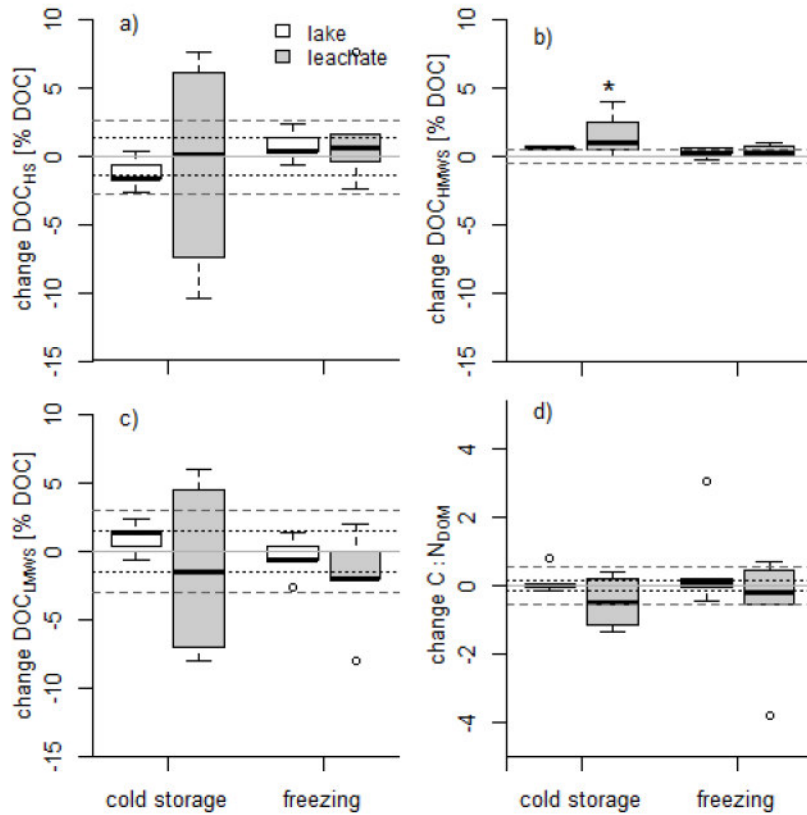 a)
lake
leachate
change DOC_HS [% DOC]
10
5
0
-5
-10
-15
b)
*
change DOC_HMWS [% DOC]
10
5
0
-5
-10
-15
c)
change DOC_LMWS [% DOC]
10
5
0
-5
-10
-15
cold storage
freezing
d)
change C : N_DOM
4
2
0
-2
-4
cold storage
freezing